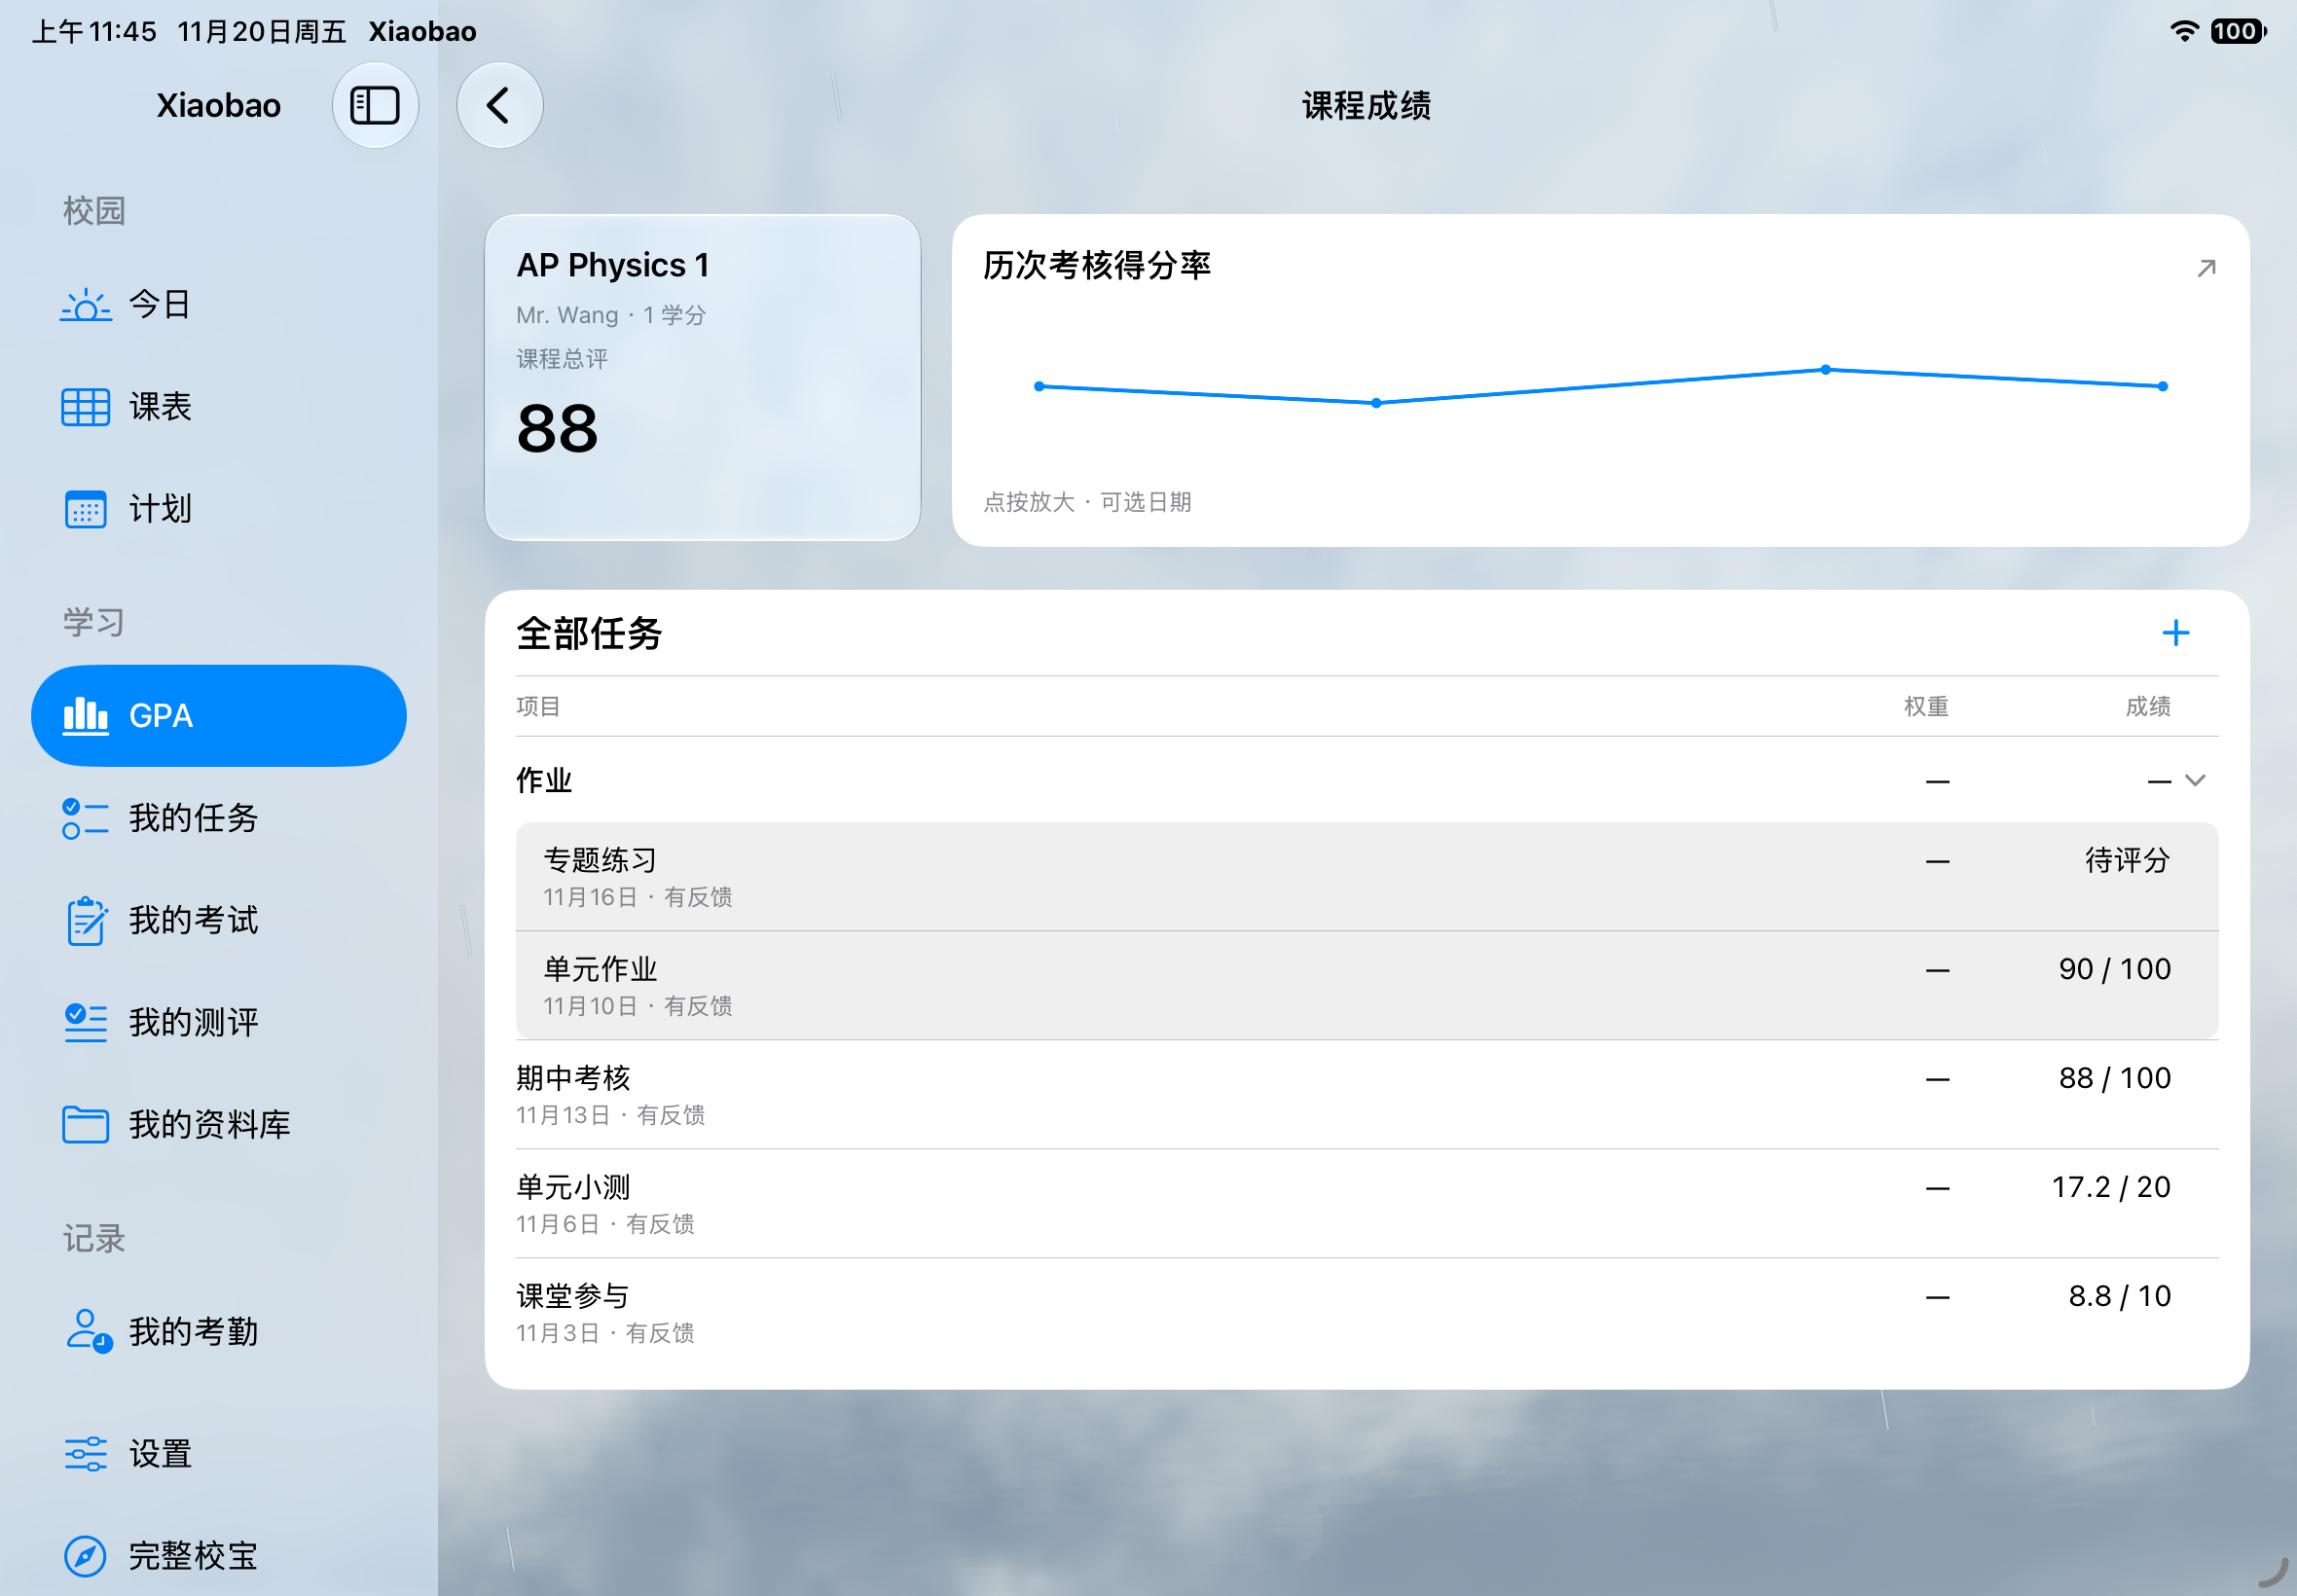 上午11:45 11月20日周五 Xiaobao
100
Xiaobao
课程成绩
校园
今日
课表
计划
学习
GPA
我的任务
我的考试
我的测评
我的资料库
记录
我的考勤
设置
完整校宝
AP Physics 1
Mr. Wang · 1 学分
课程总评
88
历次考核得分率
点按放大 · 可选日期
全部任务
项目 权重 成绩
作业 — —
专题练习 — 待评分
11月16日 · 有反馈
单元作业 — 90 / 100
11月10日 · 有反馈
期中考核 — 88 / 100
11月13日 · 有反馈
单元小测 — 17.2 / 20
11月6日 · 有反馈
课堂参与 — 8.8 / 10
11月3日 · 有反馈